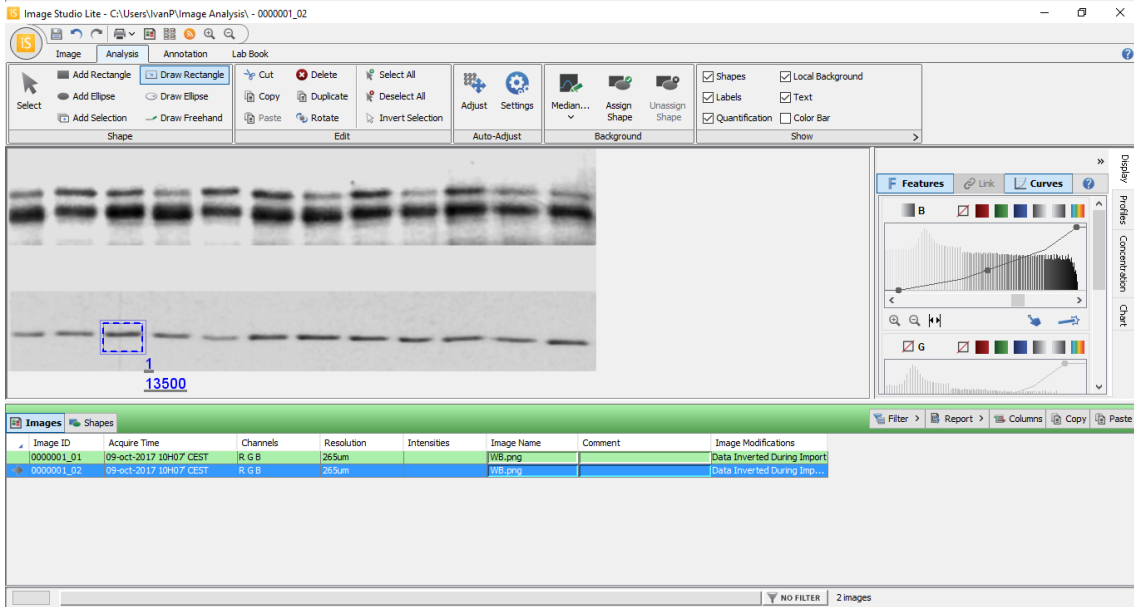 Image Studio Lite - C:\Users\IvanP\Image Analysis\ - 0000001_02
iS
Image Analysis Annotation Lab Book
Select
Add Rectangle Draw Rectangle
Add Ellipse Draw Ellipse
Add Selection Draw Freehand
Shape
Cut Delete Select All
Copy Duplicate Deselect All
Paste Rotate Invert Selection
Edit
Adjust Settings
Auto-Adjust
Median... Assign Shape Unassign Shape
Background
Shapes Local Background
Labels Text
Quantification Color Bar
Show
1
13500
Features Link Curves
B
G
Display
Profiles
Concentration
Chart
Images Shapes
Filter > Report > Columns Copy Paste
Image ID Acquire Time Channels Resolution Intensities Image Name Comment Image Modifications
0000001_01 09-oct-2017 10H07' CEST R G B 265um WB.png Data Inverted During Import
0000001_02 09-oct-2017 10H07' CEST R G B 265um WB.png Data Inverted During Imp...
NO FILTER 2 images